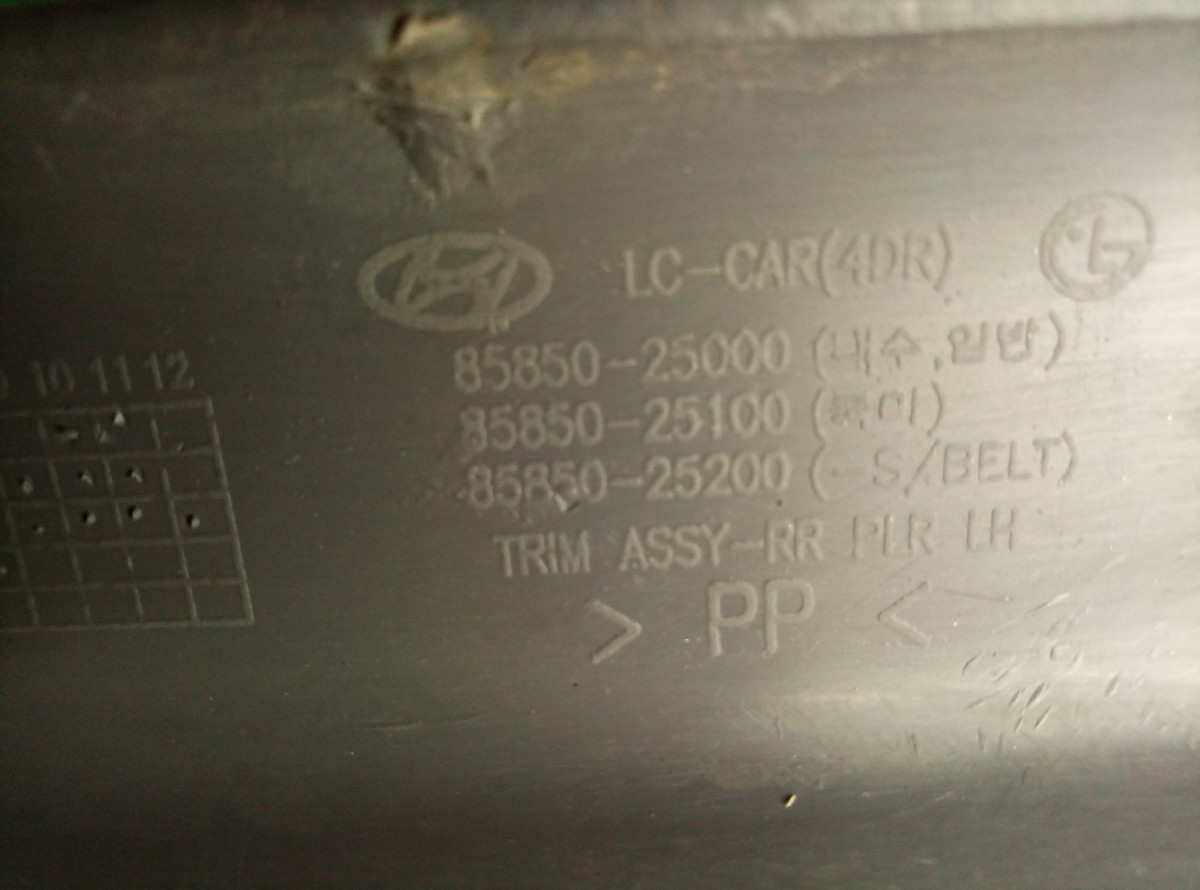 LC-CAR(4DR)
85850-25000 (내수,일반)
85850-25100 (북미)
85850-25200 (-S/BELT)
TRIM ASSY-RR PLR LH
> PP <
10 11 12